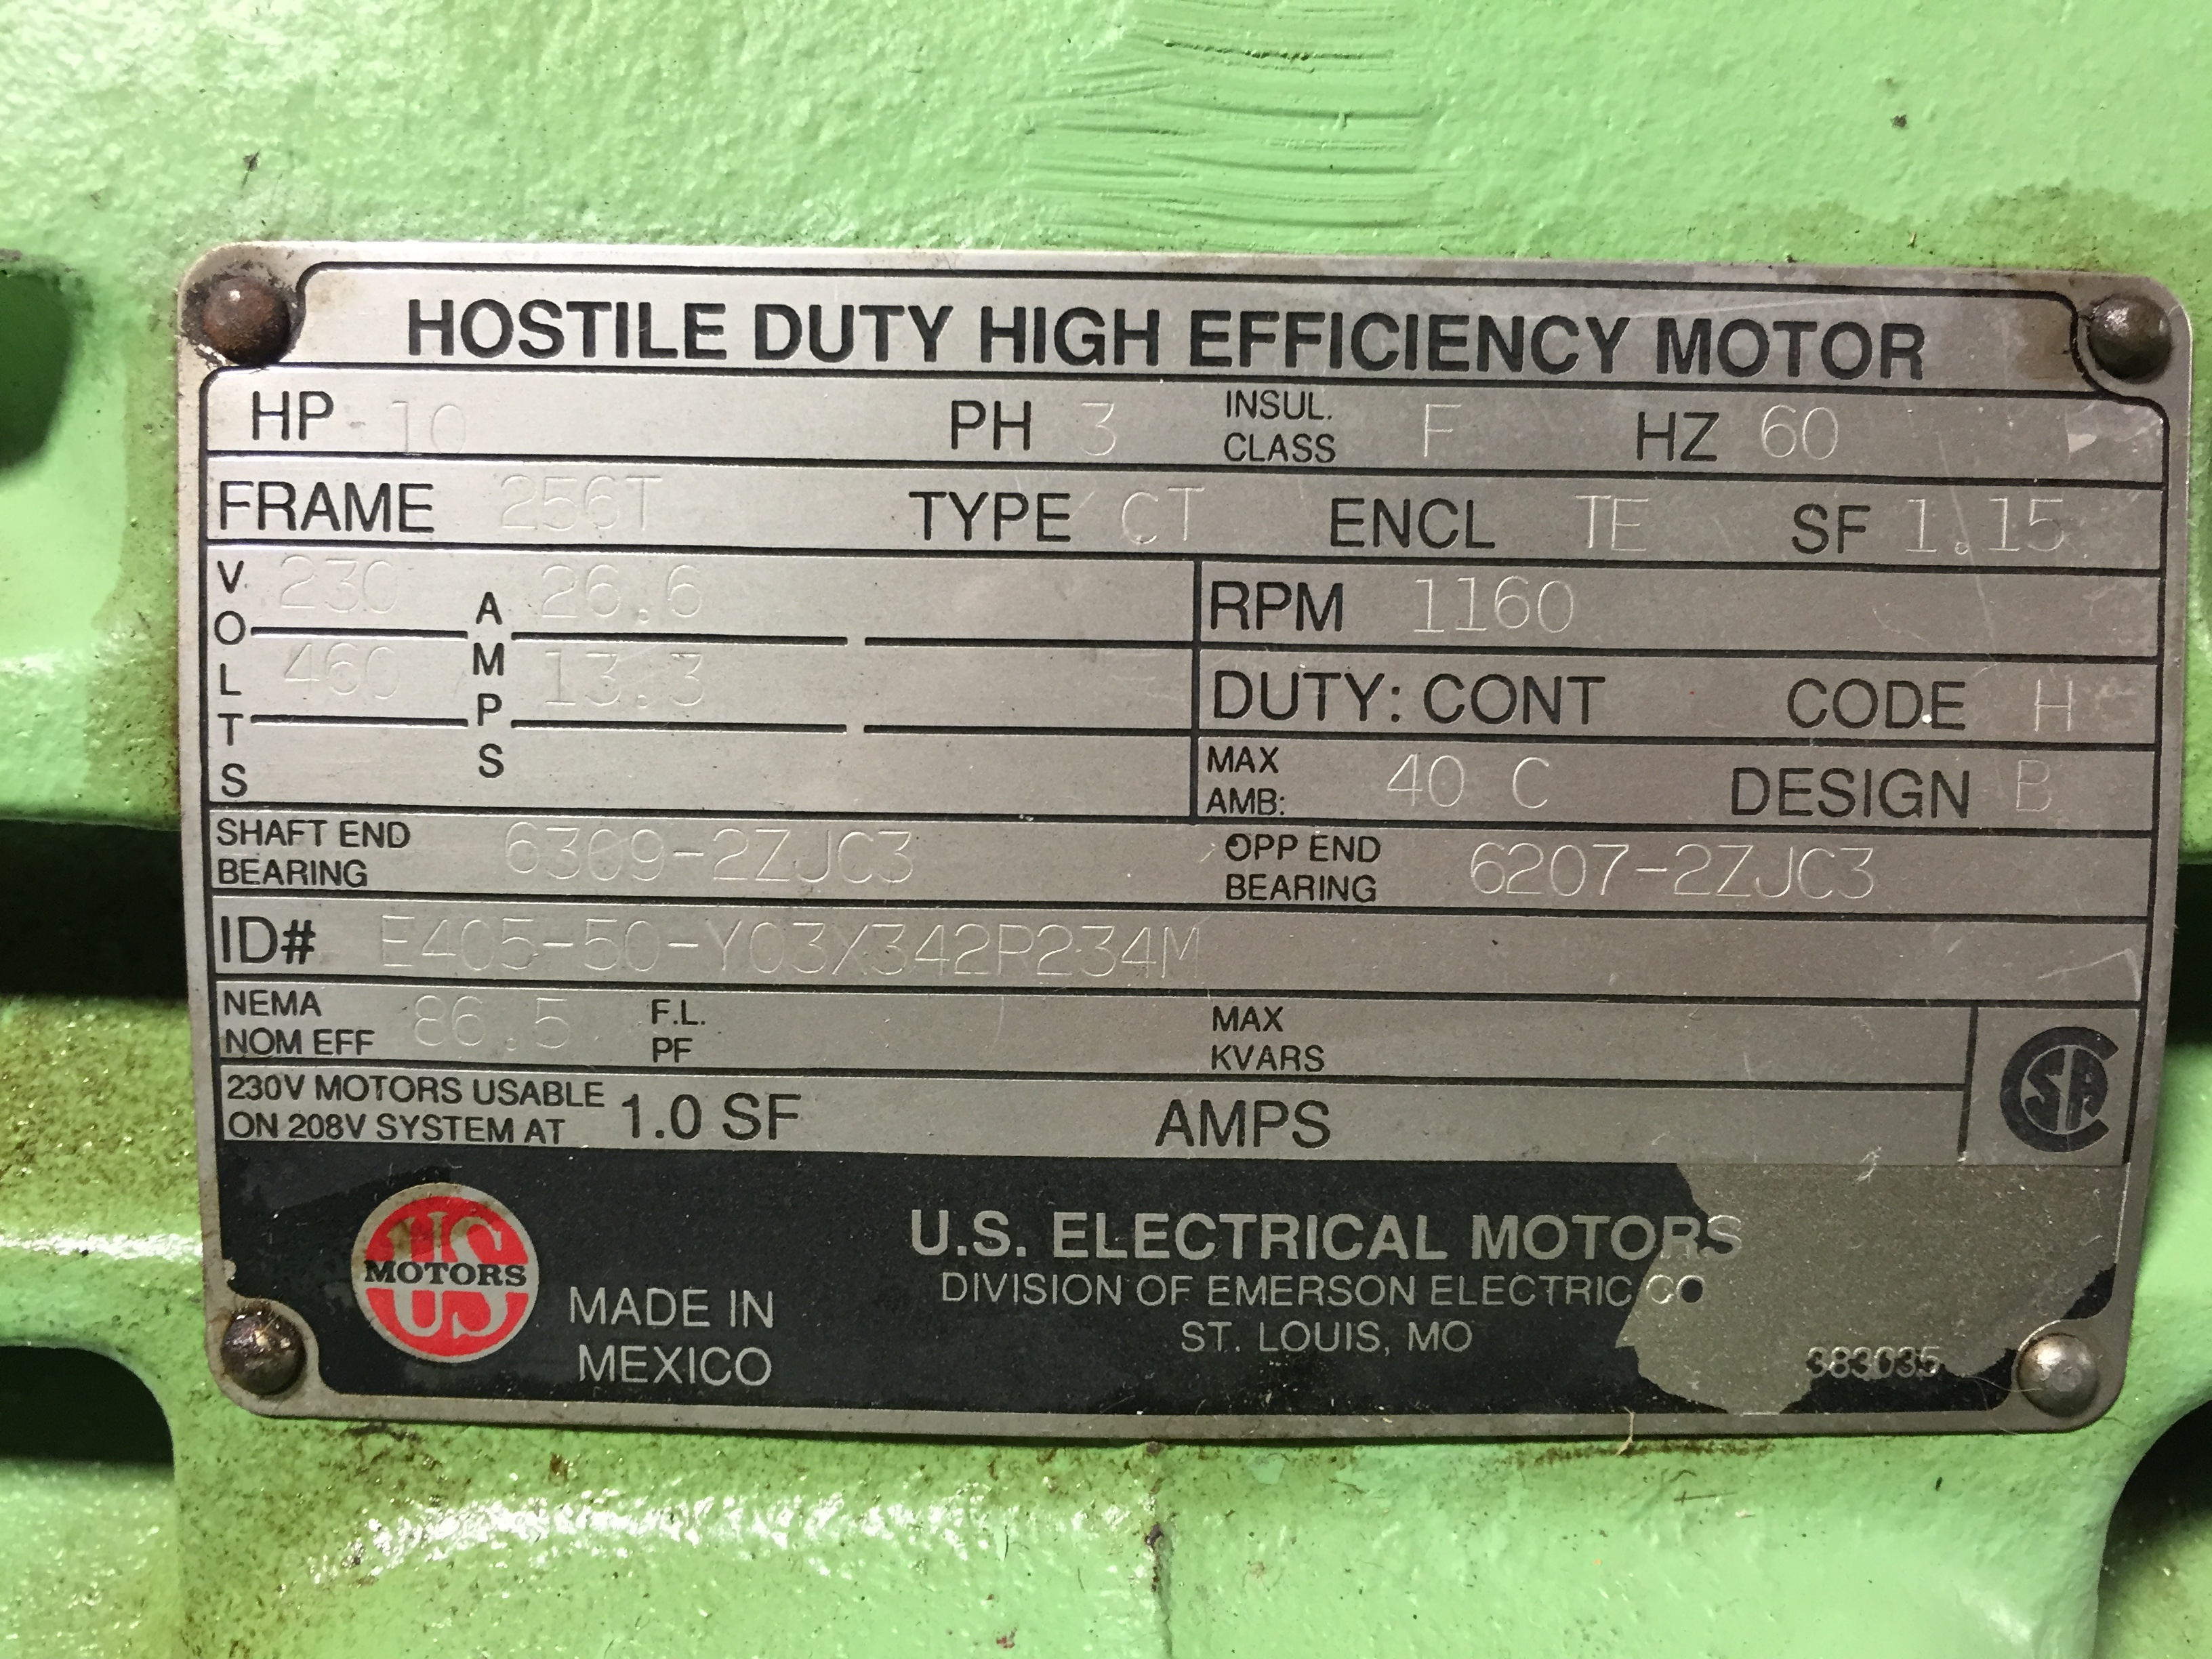 HOSTILE DUTY HIGH EFFICIENCY MOTOR
HP 10 PH 3 INSUL. CLASS F HZ 60
FRAME 256T TYPE CT ENCL TE SF 1.15
VOLTS 230 AMPS 26.6
460 13.3
RPM 1160
DUTY: CONT CODE H
MAX AMB: 40 C DESIGN B
SHAFT END BEARING 6309-2ZJC3 OPP END BEARING 6207-2ZJC3
ID# E405-50-Y03X342R234M
NEMA NOM EFF 86.5 F.L. PF MAX KVARS
230V MOTORS USABLE ON 208V SYSTEM AT 1.0 SF AMPS
SA
US MOTORS
MADE IN
MEXICO
U.S. ELECTRICAL MOTORS
DIVISION OF EMERSON ELECTRIC CO
ST. LOUIS, MO
383035